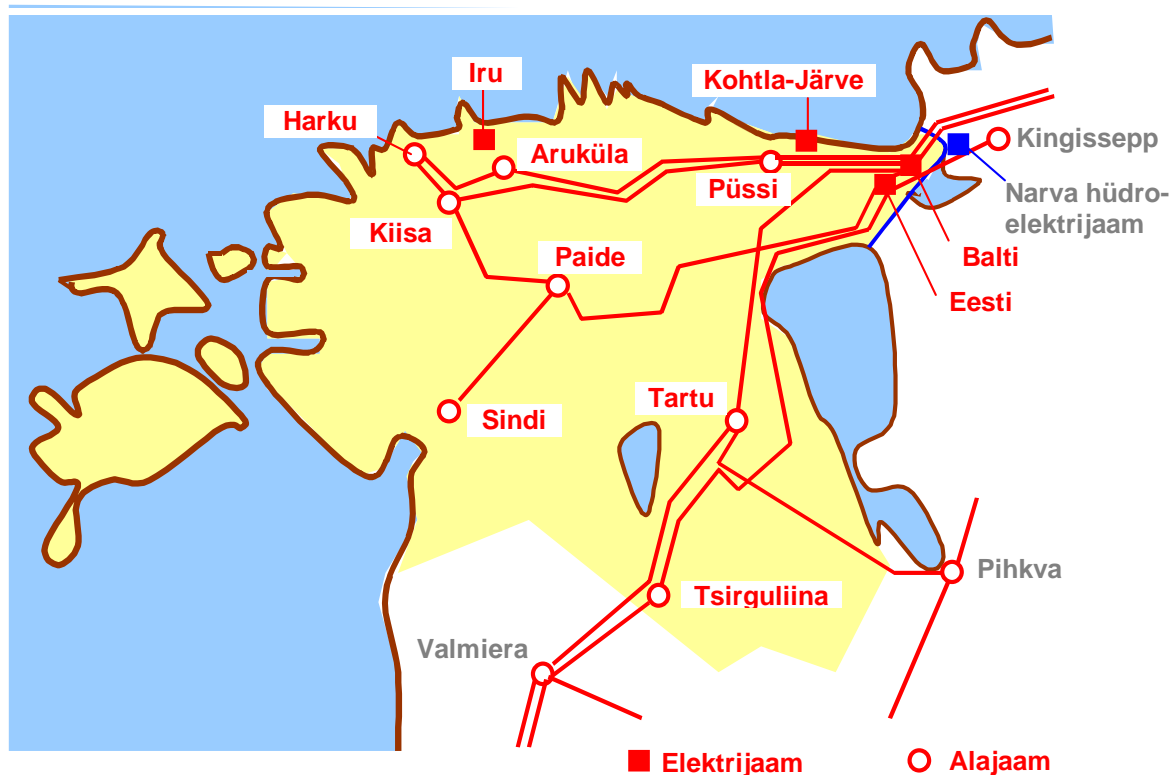 Iru
Kohtla-Järve
Harku
Aruküla
Kingissepp
Püssi
Narva hüdro-
elektrijaam
Kiisa
Paide
Balti
Eesti
Tartu
Sindi
Pihkva
Tsirguliina
Valmiera
Elektrijaam
Alajaam